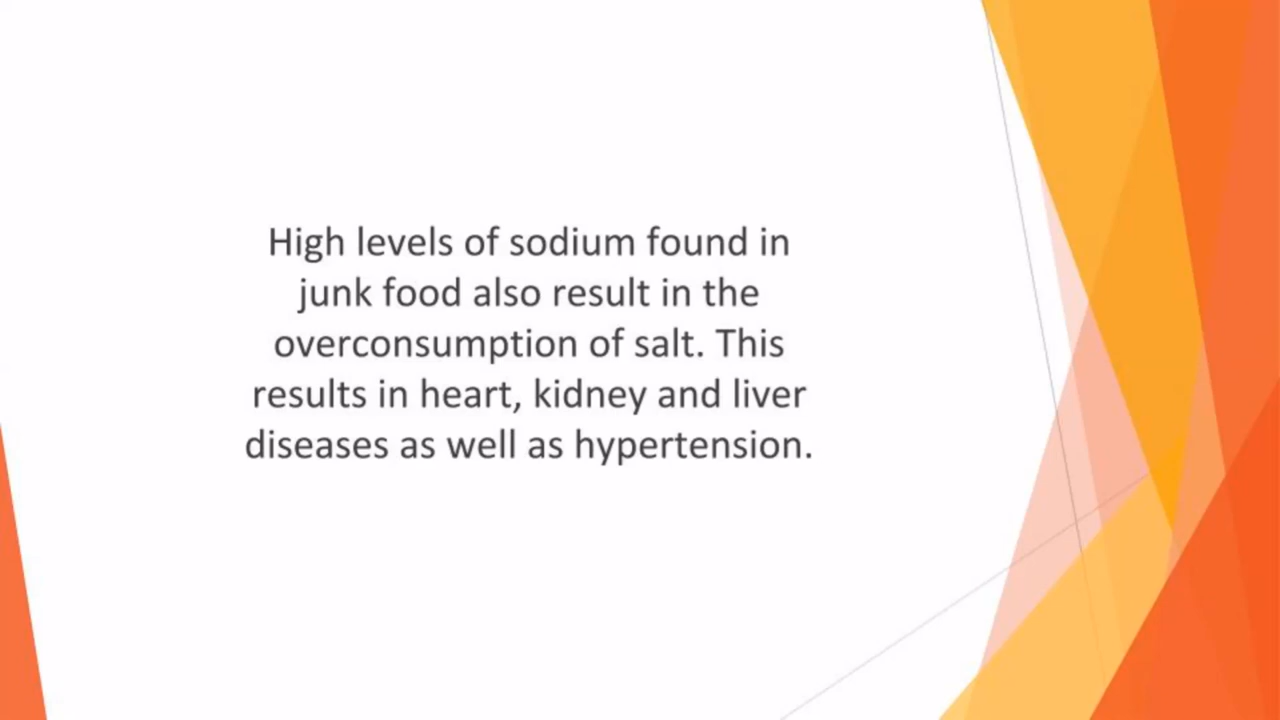 High levels of sodium found in
junk food also result in the
overconsumption of salt. This
results in heart, kidney and liver
diseases as well as hypertension.